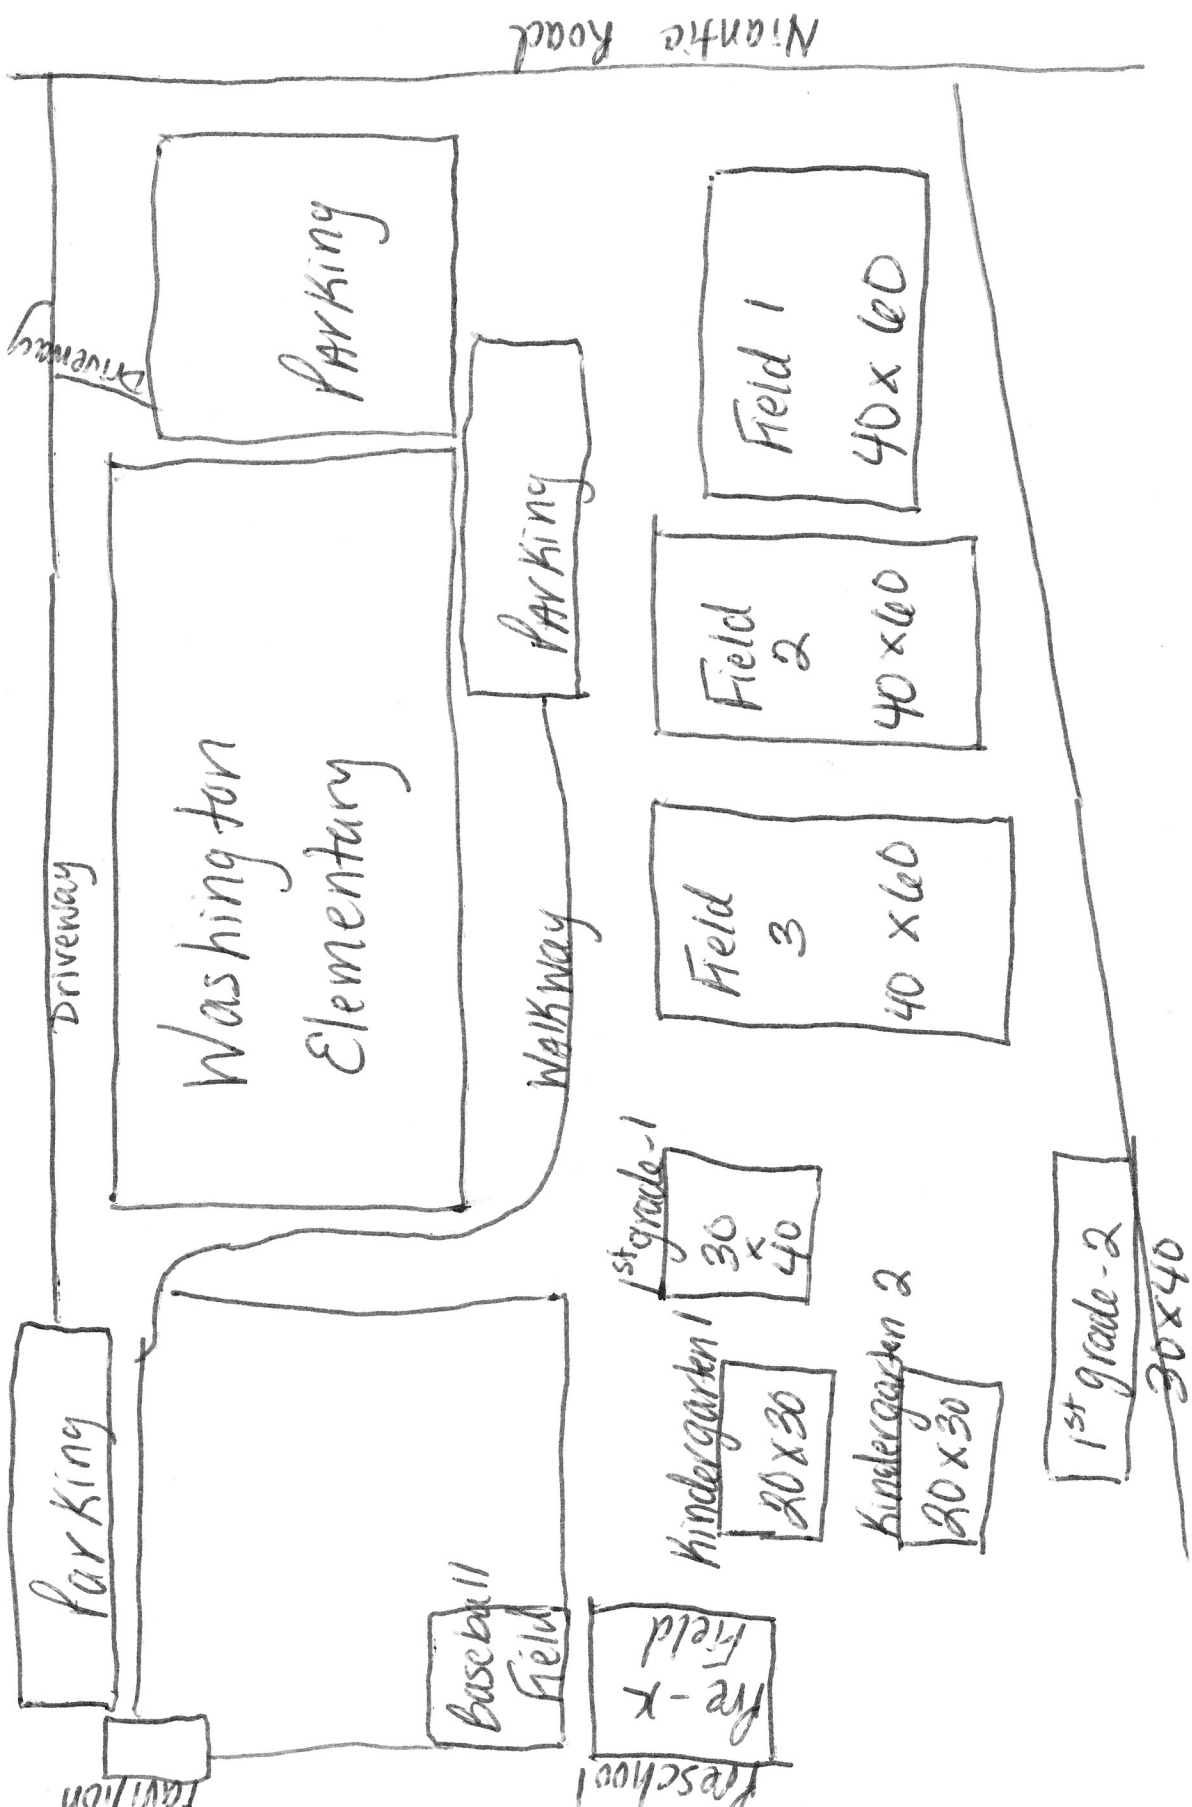 Niantic Road
Parking
Driveway
Field 1
40 x 60
Parking
Field
2
40 x 60
Washington
Elementary
Driveway
Field
3
40 x 60
Walkway
1st grade-1
30
x
40
1st grade-2
30 x 40
Kindergarten 1
20 x 30
Kindergarten 2
20 x 30
Parking
Baseball
Field
Pre-K
Field
Preschool
Pavilion